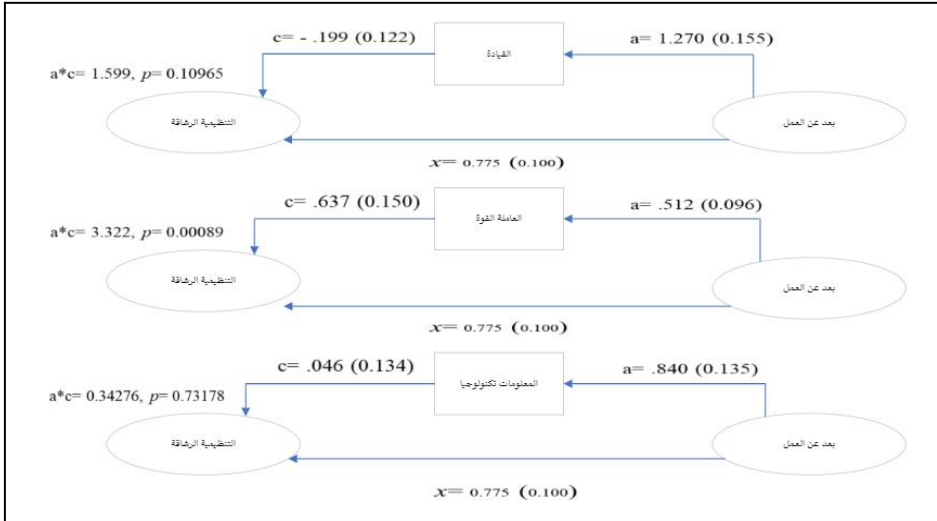 c= - .199 (0.122)
القيادة
a= 1.270 (0.155)
a*c= 1.599, p= 0.10965
التنظيمية الرشاقة
بعد عن العمل
x= 0.775 (0.100)
c= .637 (0.150)
العاملة القوة
a= .512 (0.096)
a*c= 3.322, p= 0.00089
التنظيمية الرشاقة
بعد عن العمل
x= 0.775 (0.100)
c= .046 (0.134)
المعلومات تكنولوجيا
a= .840 (0.135)
a*c= 0.34276, p= 0.73178
التنظيمية الرشاقة
بعد عن العمل
x= 0.775 (0.100)